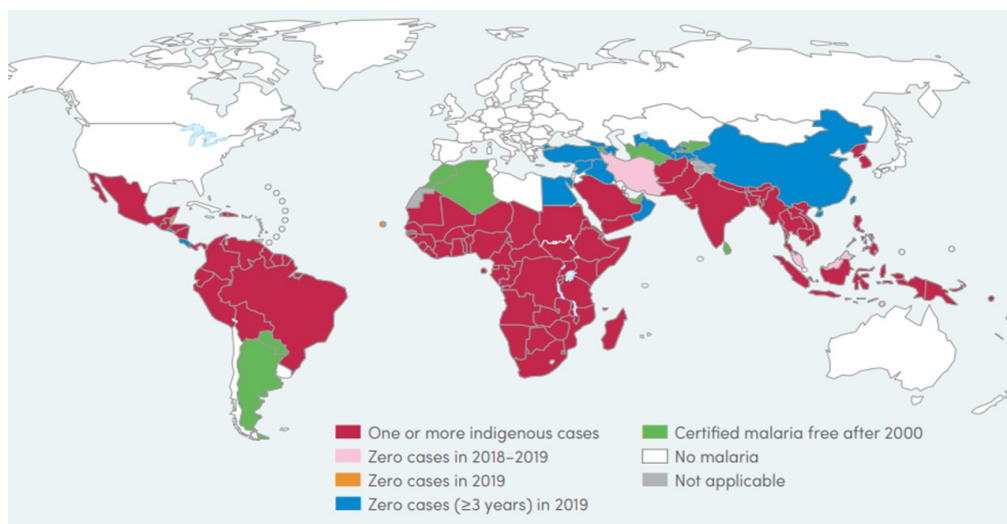 One or more indigenous cases
Zero cases in 2018–2019
Zero cases in 2019
Zero cases (≥3 years) in 2019
Certified malaria free after 2000
No malaria
Not applicable